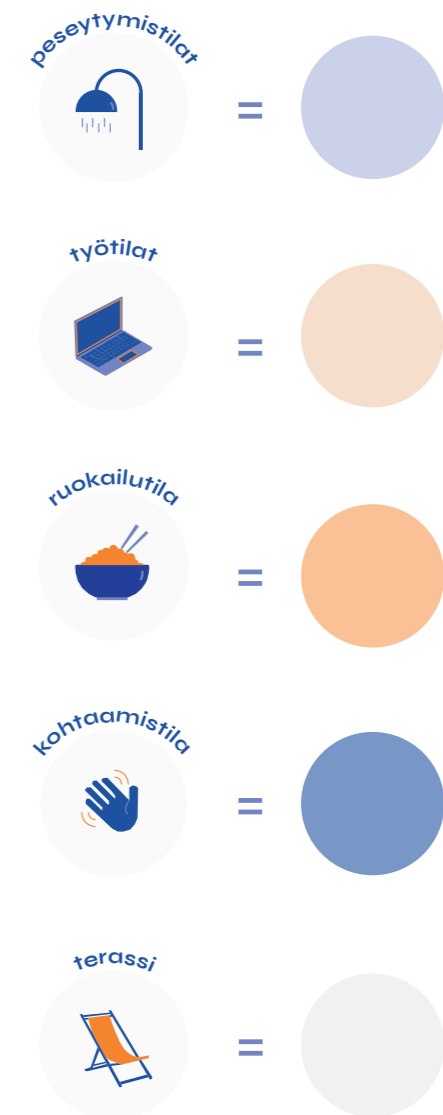 peseytymistilat
=
työtilat
=
ruokailutila
=
kohtaamistila
=
terassi
=